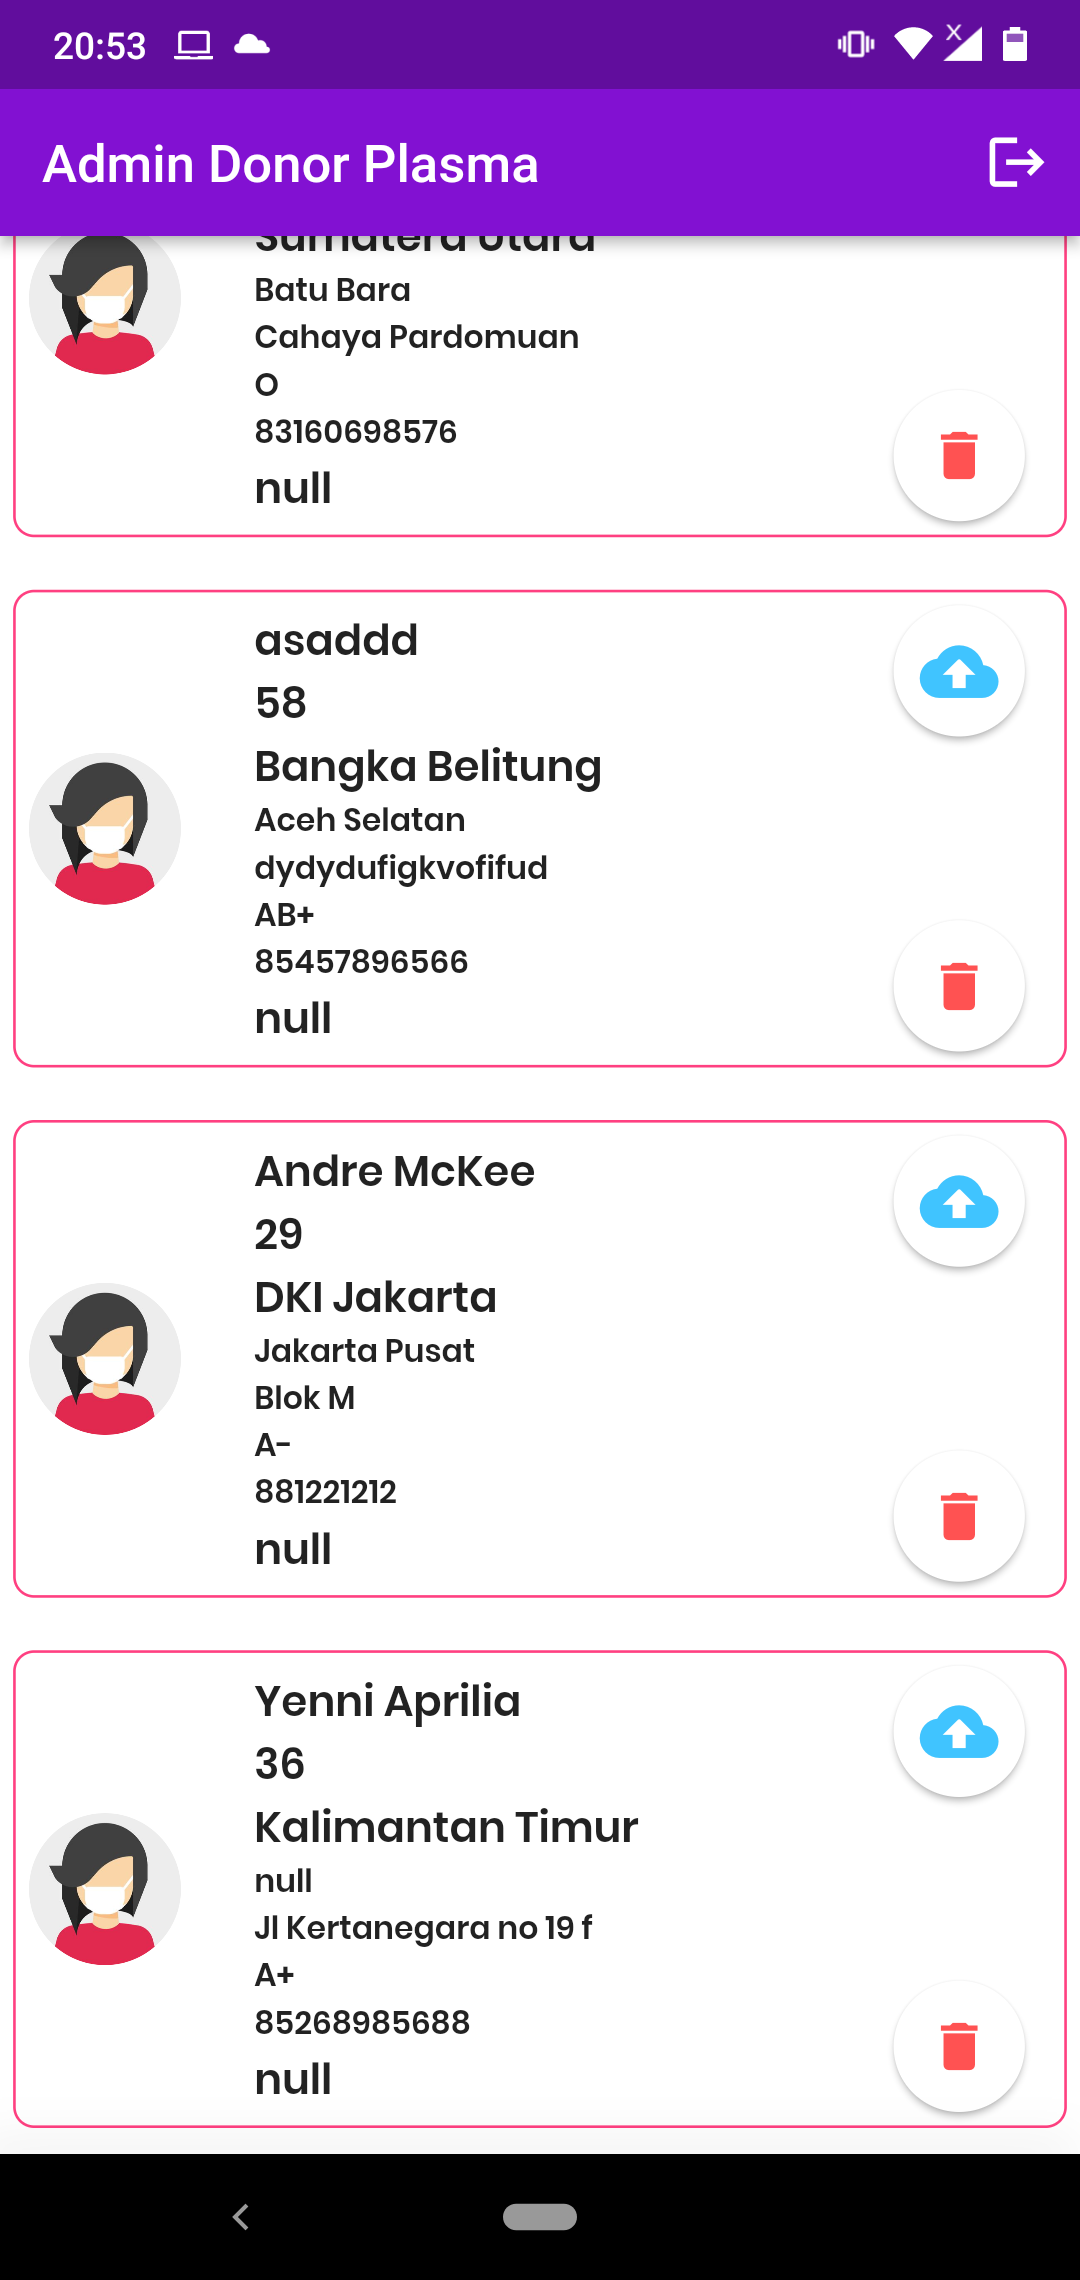 20:53
Admin Donor Plasma
Sumatera Utara
Batu Bara
Cahaya Pardomuan
O
83160698576
null
asaddd
58
Bangka Belitung
Aceh Selatan
dydydufigkvofifud
AB+
85457896566
null
Andre McKee
29
DKI Jakarta
Jakarta Pusat
Blok M
A-
881221212
null
Yenni Aprilia
36
Kalimantan Timur
null
Jl Kertanegara no 19 f
A+
85268985688
null